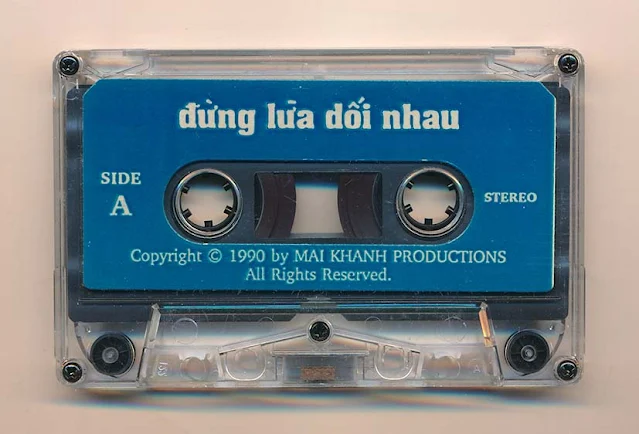 đừng lừa dối nhau
SIDE
A
STEREO
Copyright © 1990 by MAI KHANH PRODUCTIONS
All Rights Reserved.